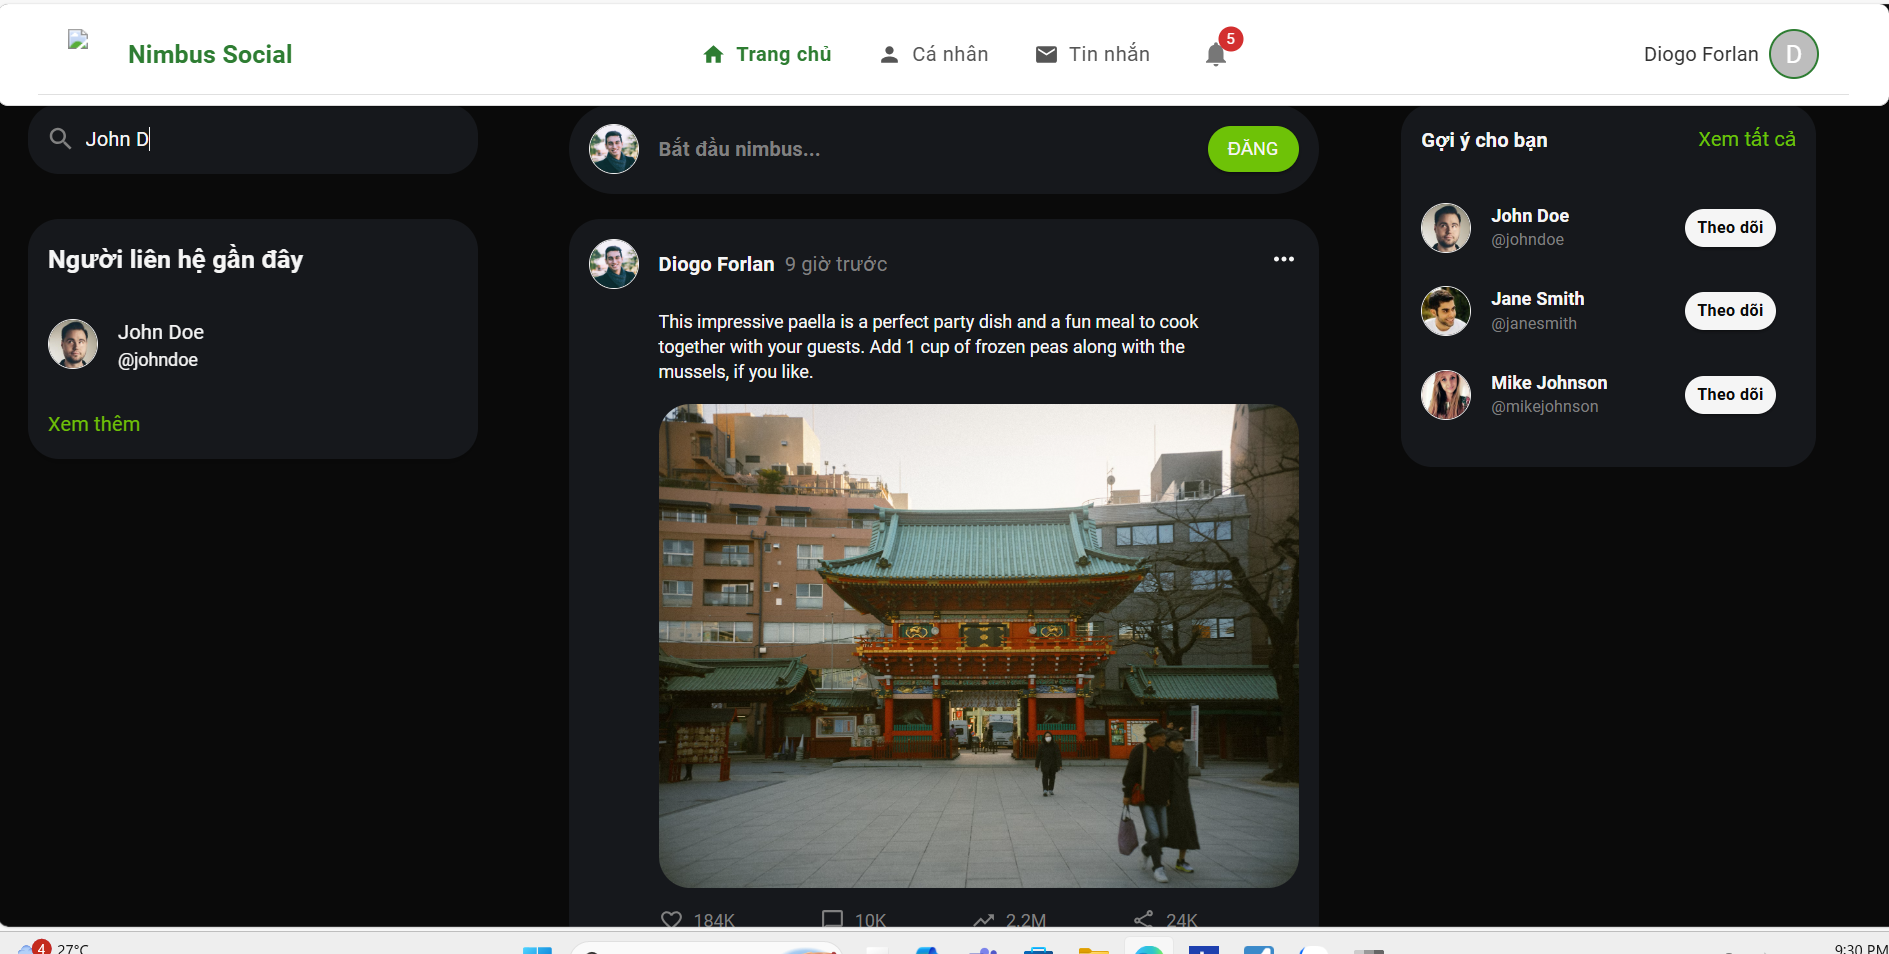 Nimbus Social
Trang chủ
Cá nhân
Tin nhắn
5
Diogo Forlan
D
John D
Người liên hệ gần đây
John Doe
@johndoe
Xem thêm
Bắt đầu nimbus...
ĐĂNG
Diogo Forlan 9 giờ trước
This impressive paella is a perfect party dish and a fun meal to cook
together with your guests. Add 1 cup of frozen peas along with the
mussels, if you like.
184K
10K
2.2M
24K
Gợi ý cho bạn
Xem tất cả
John Doe
@johndoe
Theo dõi
Jane Smith
@janesmith
Theo dõi
Mike Johnson
@mikejohnson
Theo dõi
4
27°C
9:30 PM